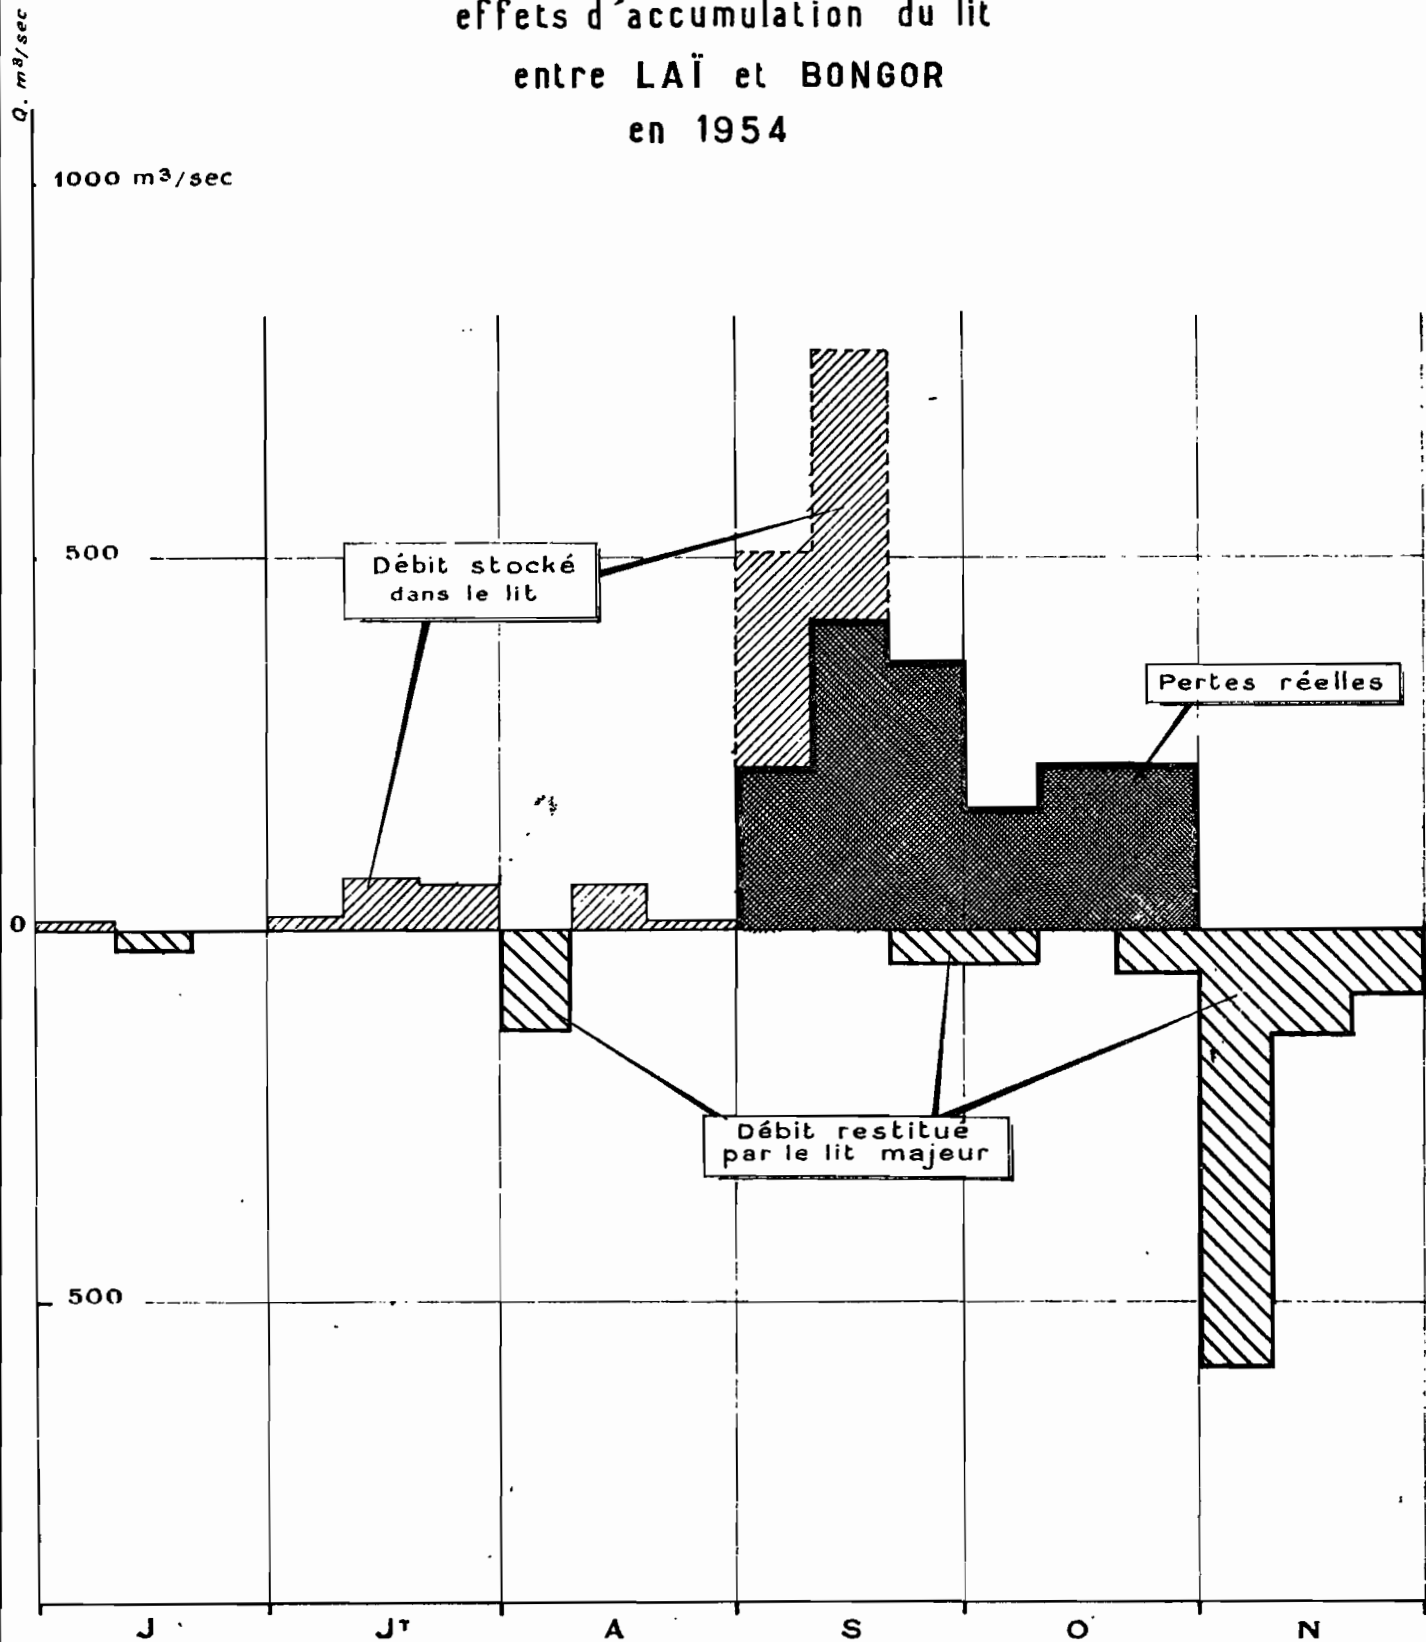 effets d'accumulation du lit
entre LAÏ et BONGOR
en 1954
Q. m³/sec
1000 m³/sec
500
Débit stocké
dans le lit
Pertes réelles
0
Débit restitué
par le lit majeur
500
J Jᵀ A S O N